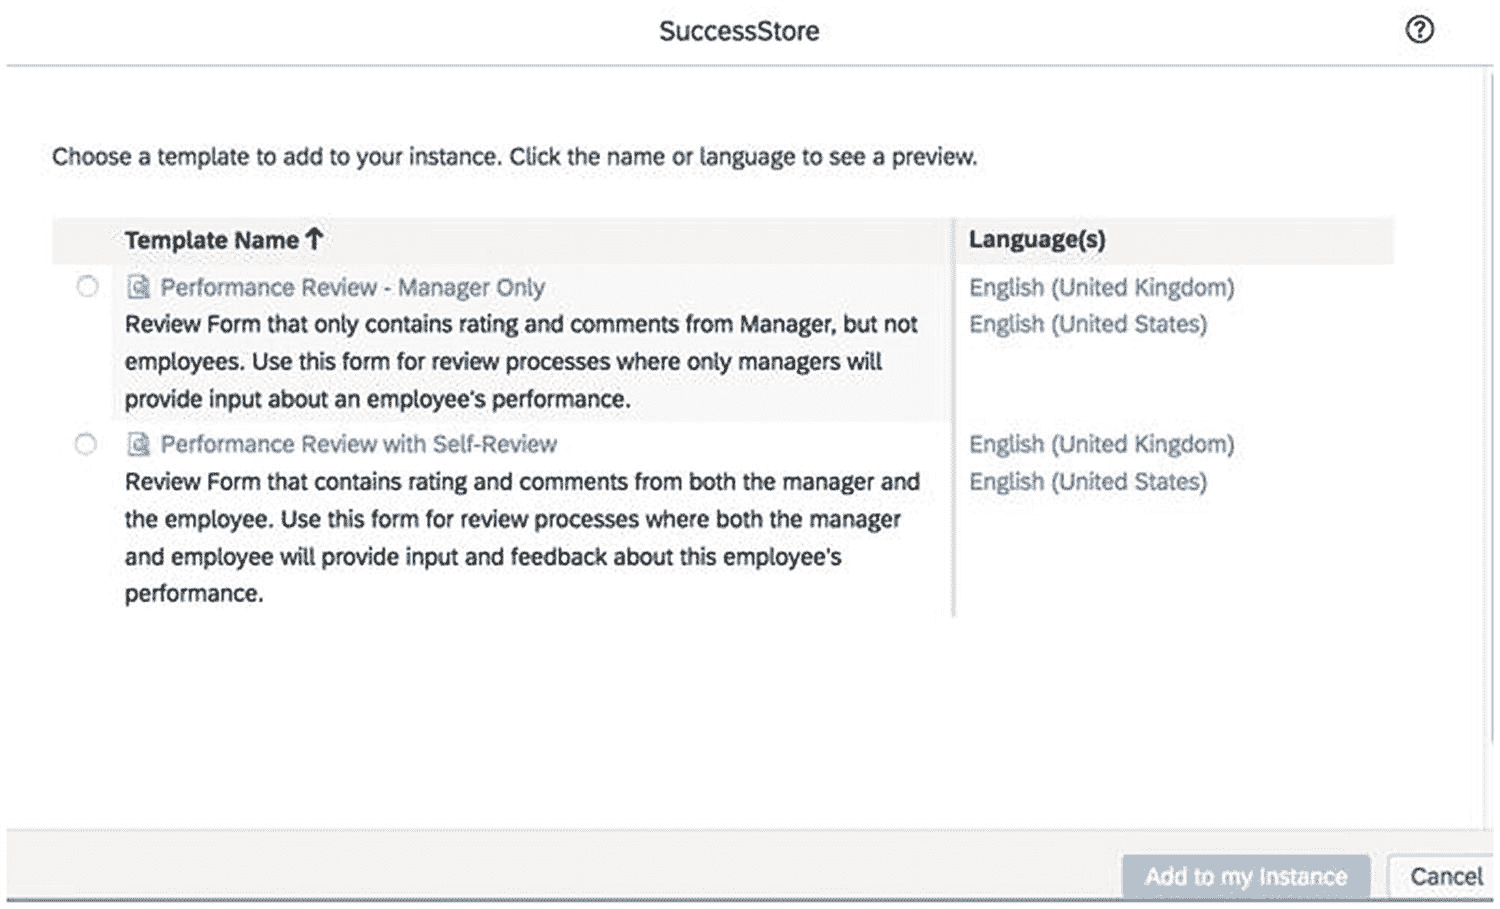 SuccessStore
Choose a template to add to your instance. Click the name or language to see a preview.
Template Name
Language(s)
Performance Review - Manager Only
English (United Kingdom)
Review Form that only contains rating and comments from Manager, but not
English (United States)
employees. Use this form for review processes where only managers will
provide input about an employee's performance.
Performance Review with Self-Review
English (United Kingdom)
Review Form that contains rating and comments from both the manager and
English (United States)
the employee. Use this form for review processes where both the manager
and employee will provide input and feedback about this employee's
performance.
Add to my Instance
Cancel